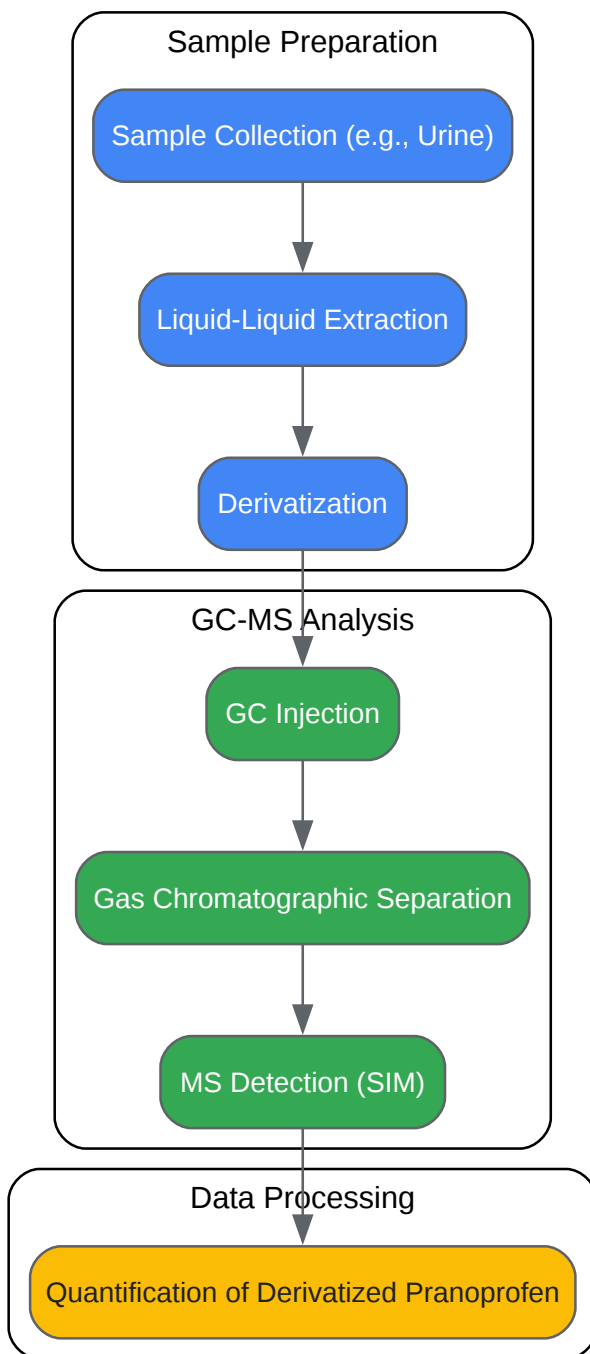 Sample Preparation
Sample Collection (e.g., Urine)
Liquid-Liquid Extraction
Derivatization
GC-MS Analysis
GC Injection
Gas Chromatographic Separation
MS Detection (SIM)
Data Processing
Quantification of Derivatized Pranoprofen